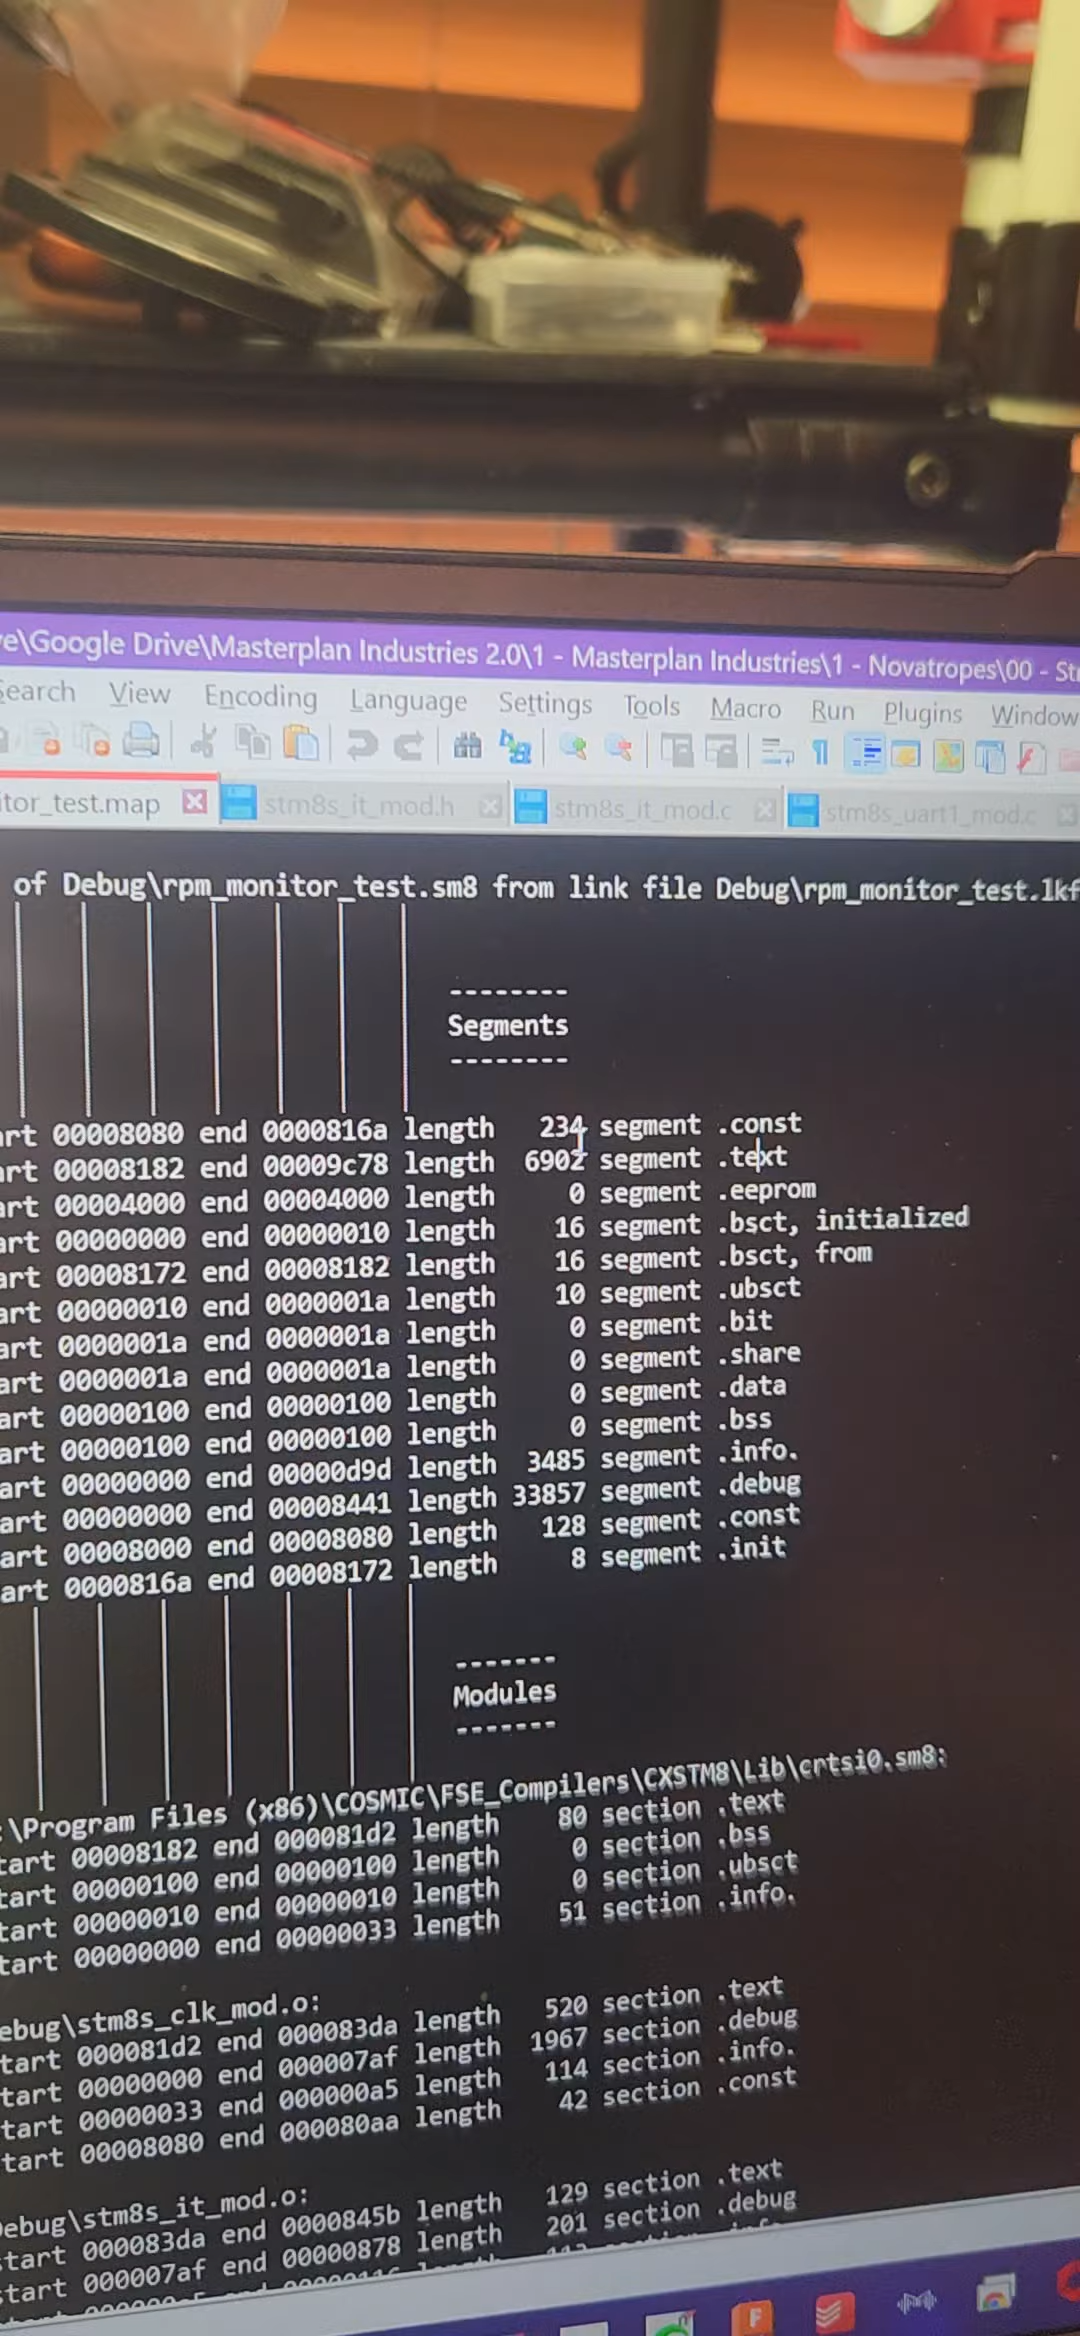 e\Google Drive\Masterplan Industries 2.0\1 - Masterplan Industries\1 - Novatropes\00 - St
Search View Encoding Language Settings Tools Macro Run Plugins Window
itor_test.map stm8s_it_mod.h stm8s_it_mod.c stm8s_uart1_mod.c
of Debug\rpm_monitor_test.sm8 from link file Debug\rpm_monitor_test.lkf
--------
Segments
--------
art 00008080 end 0000816a length 234 segment .const
art 00008182 end 00009c78 length 6902 segment .text
art 00004000 end 00004000 length 0 segment .eeprom
art 00000000 end 00000010 length 16 segment .bsct, initialized
art 00008172 end 00008182 length 16 segment .bsct, from
art 00000010 end 0000001a length 10 segment .ubsct
art 0000001a end 0000001a length 0 segment .bit
art 0000001a end 0000001a length 0 segment .share
art 00000100 end 00000100 length 0 segment .data
art 00000100 end 00000100 length 0 segment .bss
art 00000000 end 00000d9d length 3485 segment .info.
art 00000000 end 00008441 length 33857 segment .debug
art 00008000 end 00008080 length 128 segment .const
art 0000816a end 00008172 length 8 segment .init
-------
Modules
-------
:\Program Files (x86)\COSMIC\FSE_Compilers\CXSTM8\Lib\crtsi0.sm8:
tart 00008182 end 000081d2 length 80 section .text
tart 00000100 end 00000100 length 0 section .bss
tart 00000010 end 00000010 length 0 section .ubsct
tart 00000000 end 00000033 length 51 section .info.
ebug\stm8s_clk_mod.o:
tart 000081d2 end 000083da length 520 section .text
tart 00000000 end 000007af length 1967 section .debug
tart 00000033 end 000000a5 length 114 section .info.
tart 00008080 end 000080aa length 42 section .const
ebug\stm8s_it_mod.o:
start 000083da end 0000845b length 129 section .text
start 000007af end 00000878 length 201 section .debug